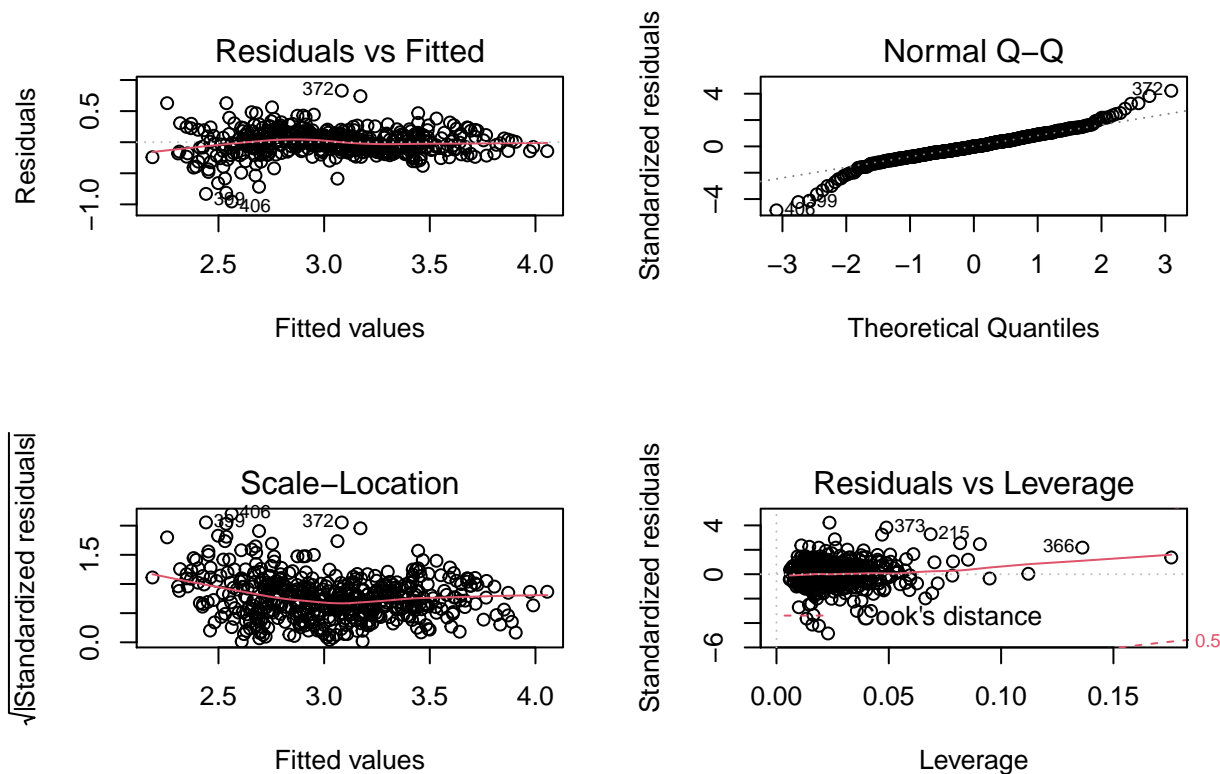 Residuals vs Fitted
Residuals
0.5
−1.0
372
399
406
2.5 3.0 3.5 4.0
Fitted values
Normal Q−Q
Standardized residuals
4
0
−4
372
399
406
−3 −2 −1 0 1 2 3
Theoretical Quantiles
Scale−Location
√|Standardized residuals|
1.5
0.0
399
406
372
2.5 3.0 3.5 4.0
Fitted values
Residuals vs Leverage
Standardized residuals
4
0
−6
373
215
366
Cook's distance
0.5
0.00 0.05 0.10 0.15
Leverage